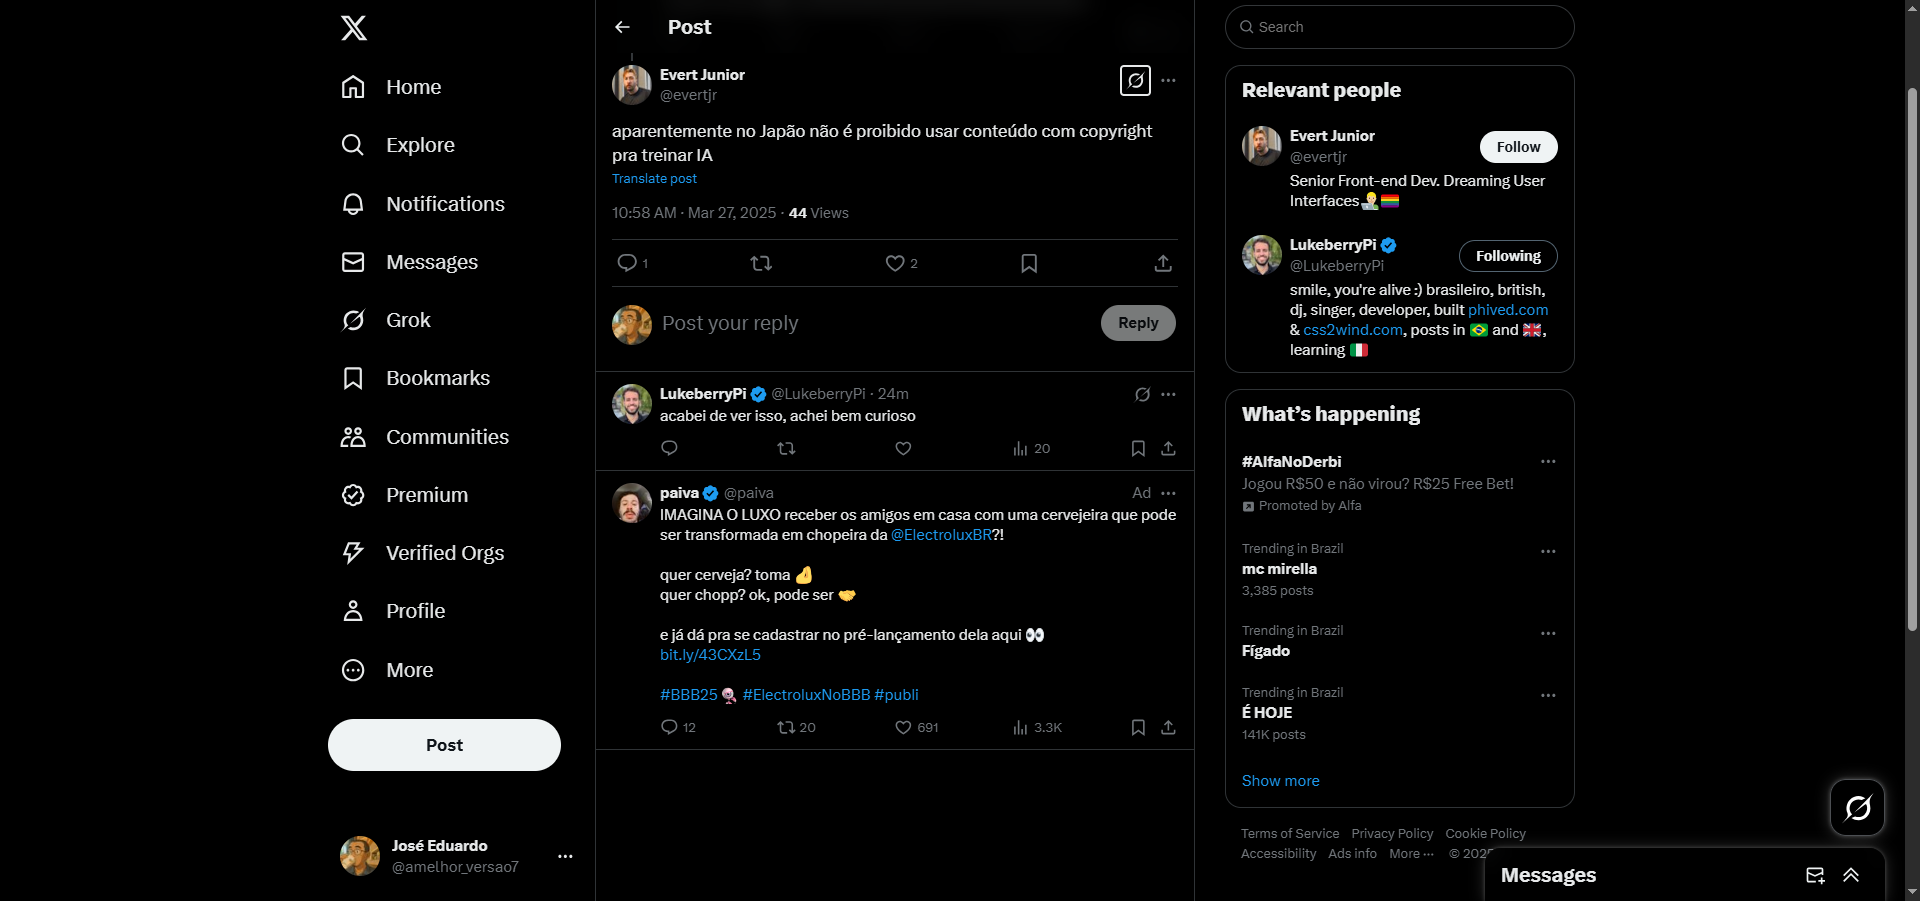 Home
Explore
Notifications
Messages
Grok
Bookmarks
Communities
Premium
Verified Orgs
Profile
More
Post
José Eduardo
@amelhor_versao7
Post
Evert Junior
@evertjr
aparentemente no Japão não é proibido usar conteúdo com copyright
pra treinar IA
Translate post
10:58 AM · Mar 27, 2025 · 44 Views
1
2
Post your reply
Reply
LukeberryPi @LukeberryPi · 24m
acabei de ver isso, achei bem curioso
20
paiva @paiva
Ad
IMAGINA O LUXO receber os amigos em casa com uma cervejeira que pode
ser transformada em chopeira da @ElectroluxBR?!
quer cerveja? toma
quer chopp? ok, pode ser
e já dá pra se cadastrar no pré-lançamento dela aqui
bit.ly/43CXzL5
#BBB25 #ElectroluxNoBBB #publi
12
20
691
3.3K
Search
Relevant people
Evert Junior
@evertjr
Follow
Senior Front-end Dev. Dreaming User
Interfaces
LukeberryPi
@LukeberryPi
Following
smile, you're alive :) brasileiro, british,
dj, singer, developer, built phived.com
& css2wind.com, posts in and ,
learning
What's happening
#AlfaNoDerbi
Jogou R$50 e não virou? R$25 Free Bet!
Promoted by Alfa
Trending in Brazil
mc mirella
3,385 posts
Trending in Brazil
Fígado
Trending in Brazil
É HOJE
141K posts
Show more
Terms of Service Privacy Policy Cookie Policy
Accessibility Ads info More ··· ©
Messages